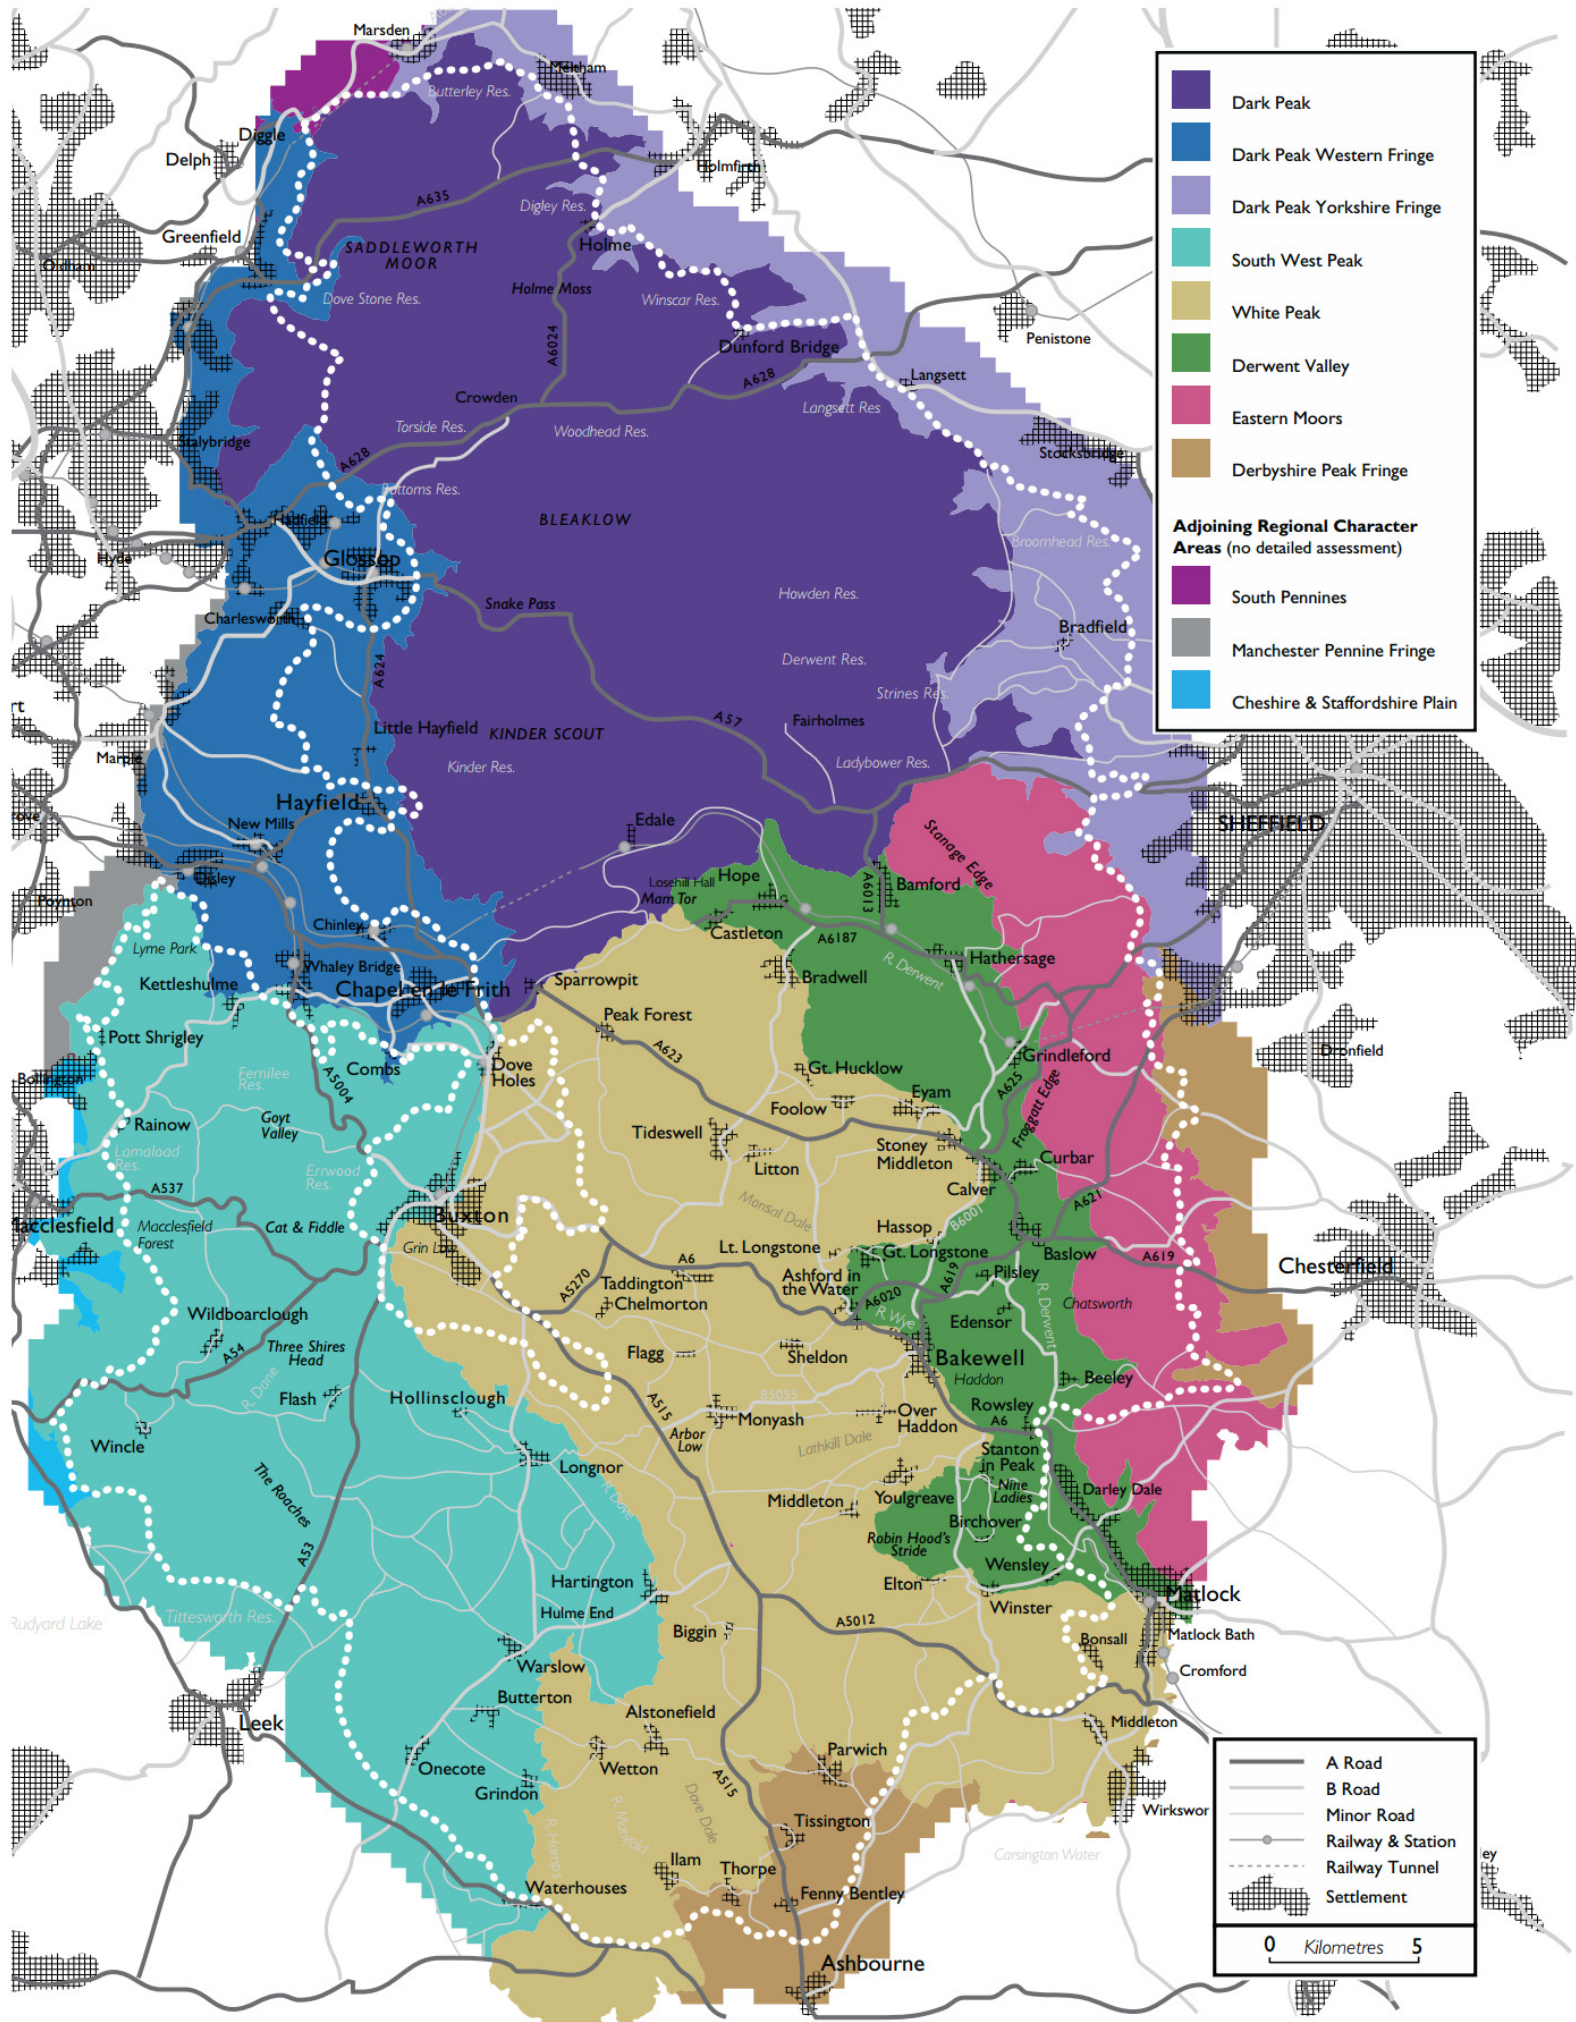 Marsden
Meltham
Butterley Res.
Diggle
Delph
Holmfirth
A635
Digley Res.
Greenfield
SADDLEWORTH
MOOR
Holme
Oldham
Holme Moss
Dove Stone Res.
Winscar Res.
Penistone
A6024
Dunford Bridge
A628
Langsett
Crowden
Langsett Res
Torside Res.
Woodhead Res.
Stalybridge
A628
Stocksbridge
Bottoms Res.
Hadfield
BLEAKLOW
Broomhead Res.
Hyde
Glossop
Howden Res.
Snake Pass
Charlesworth
Bradfield
A624
Derwent Res.
Strines Res.
rt
A57
Fairholmes
Little Hayfield
KINDER SCOUT
Marple
Kinder Res.
Ladybower Res.
Hayfield
ove
New Mills
Edale
SHEFFIELD
Stanage Edge
Disley
Losehill Hall
Hope
A6013
Bamford
Poynton
Mam Tor
Chinley
Castleton
A6187
Lyme Park
Hathersage
R. Derwent
Whaley Bridge
Kettleshulme
Chapel-en-le-Frith
Sparrowpit
Bradwell
Peak Forest
Pott Shrigley
A623
Grindleford
Dronfield
Bollington
Fernilee
Res.
A5004
Combs
Dove
Holes
Gt. Hucklow
A625
Froggatt Edge
Eyam
Foolow
Rainow
Goyt
Valley
Tideswell
Stoney
Middleton
Lamaload
Res.
Litton
Curbar
Errwood
Res.
Calver
A537
Monsal Dale
A621
Macclesfield
Macclesfield
Forest
Cat & Fiddle
Buxton
Hassop
B6001
Grin Low
Lt. Longstone
Gt. Longstone
Baslow
A619
Chesterfield
A6
A619
Pilsley
A5270
Taddington
Chelmorton
Ashford in
the Water
A6020
R. Wye
R. Derwent
Chatsworth
Wildboarclough
Edensor
A54
Three Shires
Head
Flagg
Sheldon
Bakewell
Haddon
Beeley
R. Dane
Flash
Hollinsclough
A515
B5055
Monyash
Over
Haddon
Rowsley
A6
Wincle
Arbor
Low
Lathkill Dale
Stanton
in Peak
Longnor
The Roaches
R. Dove
Nine
Ladies
Darley Dale
Middleton
Youlgreave
Birchover
A53
Robin Hood's
Stride
Wensley
Hartington
Elton
Winster
Matlock
Rudyard Lake
Tittesworth Res.
Hulme End
Biggin
A5012
Bonsall
Matlock Bath
Warslow
Cromford
Butterton
Alstonefield
Leek
Middleton
Parwich
Onecote
Wetton
Grindon
A515
Dove Dale
R. Manifold
R. Hamps
Tissington
Wirkswor
Carsington Water
Ilam
Thorpe
ley
Waterhouses
Fenny Bentley
Ashbourne
Dark Peak
Dark Peak Western Fringe
Dark Peak Yorkshire Fringe
South West Peak
White Peak
Derwent Valley
Eastern Moors
Derbyshire Peak Fringe
Adjoining Regional Character
Areas (no detailed assessment)
South Pennines
Manchester Pennine Fringe
Cheshire & Staffordshire Plain
A Road
B Road
Minor Road
Railway & Station
Railway Tunnel
Settlement
0 Kilometres 5